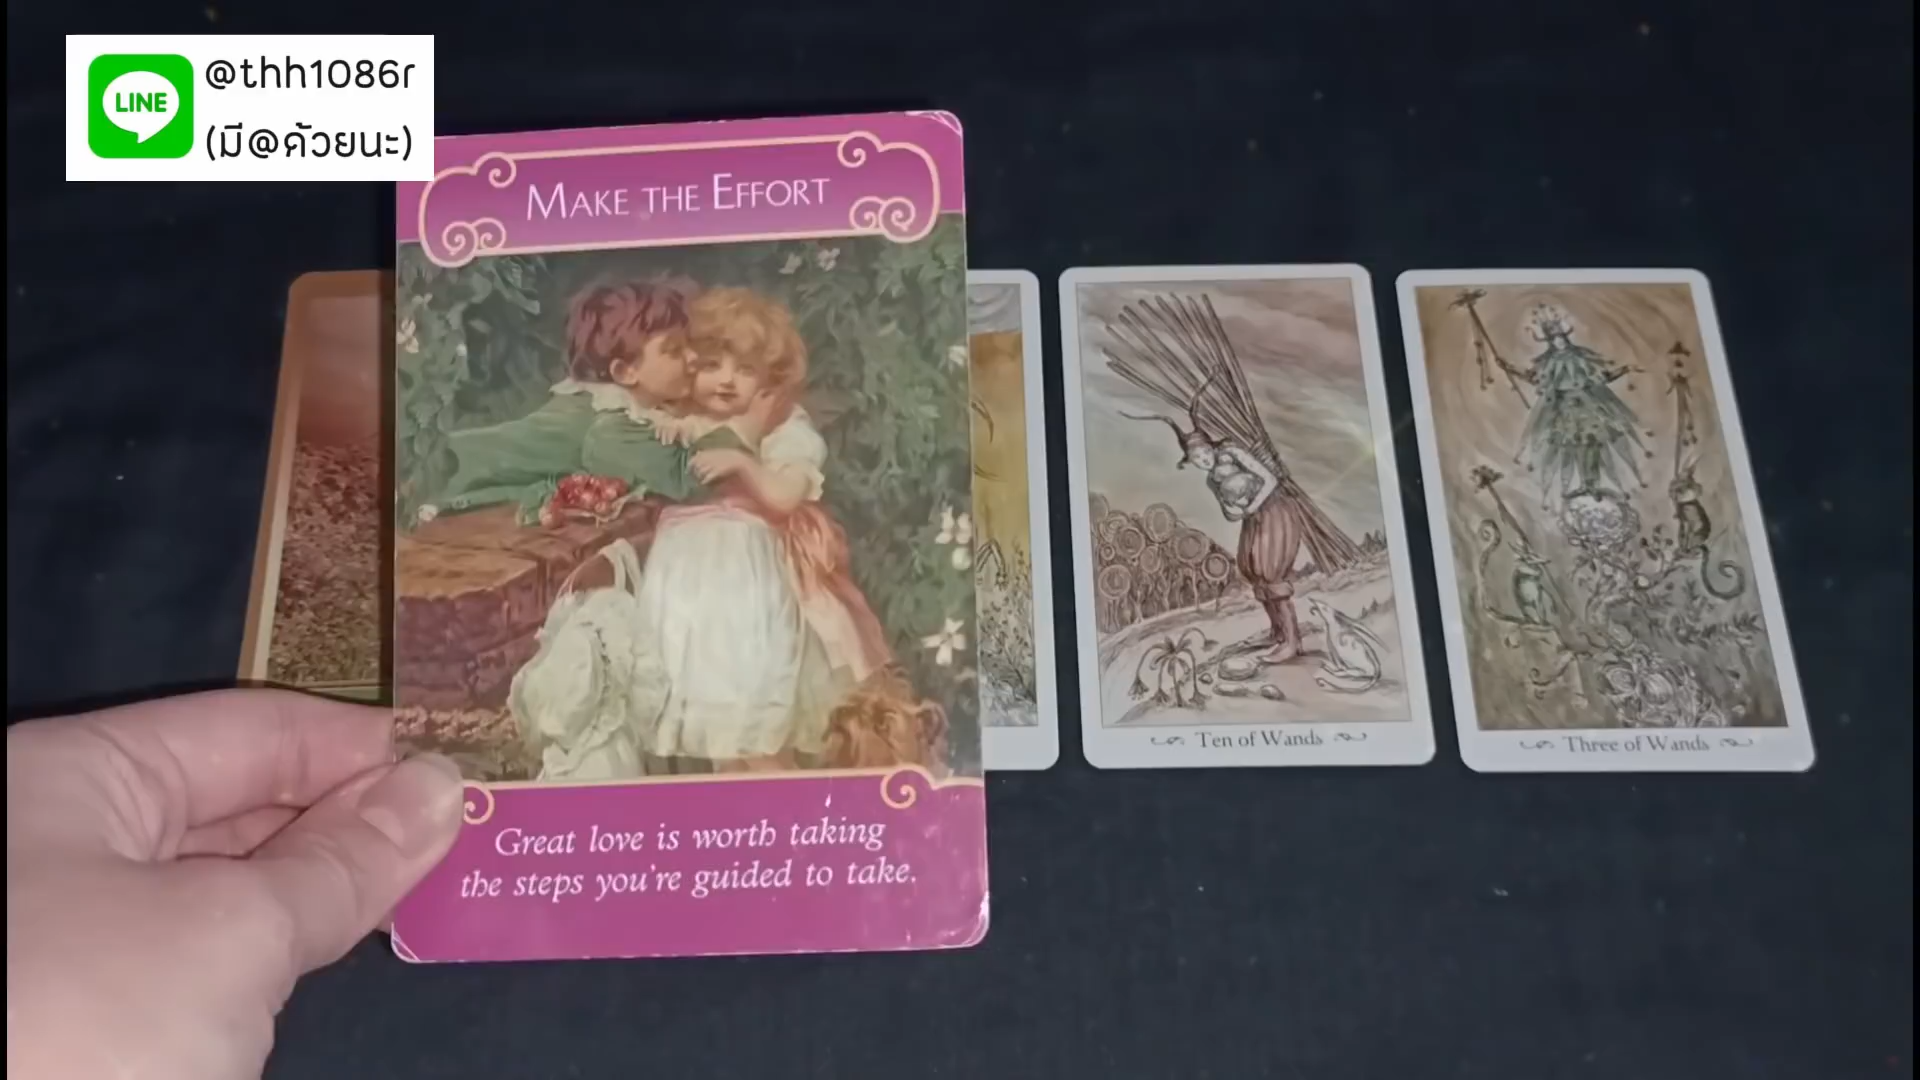 LINE
@thh1086r
(มี@ด้วยนะ)
MAKE THE EFFORT
Great love is worth taking
the steps you're guided to take.
Ten of Wands
Three of Wands